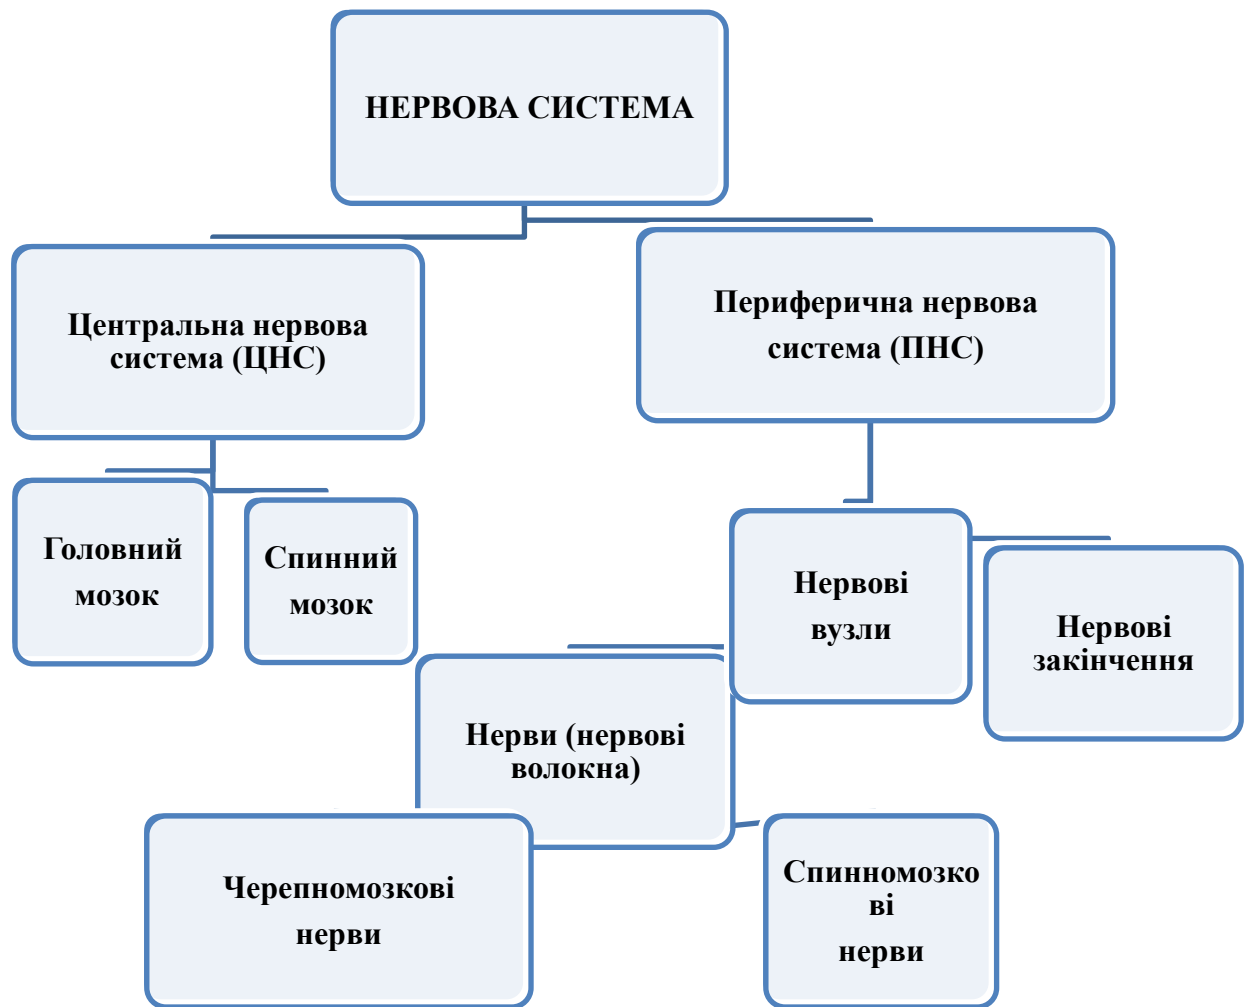 НЕРВОВА СИСТЕМА
Центральна нервова
система (ЦНС)
Периферична нервова
система (ПНС)
Головний
мозок
Спинний
мозок
Нервові
вузли
Нервові
закінчення
Нерви (нервові
волокна)
Черепномозкові
нерви
Спинномозко
ві
нерви